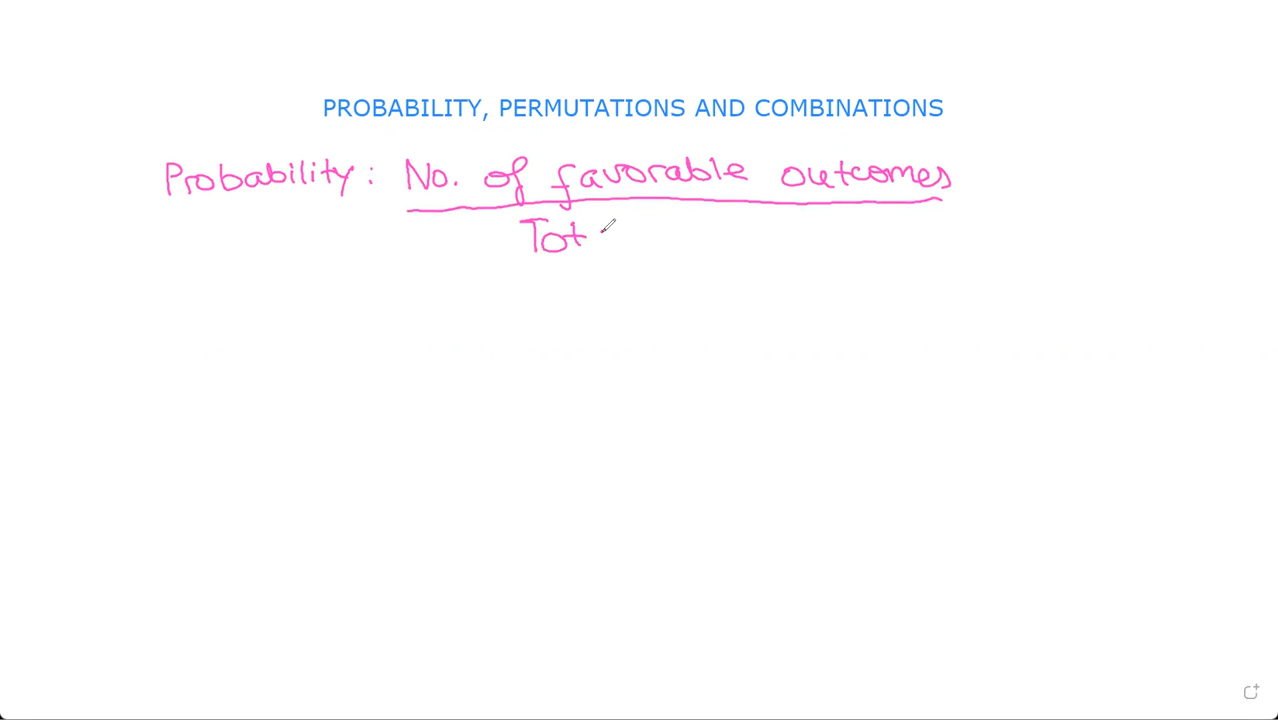 PROBABILITY, PERMUTATIONS AND COMBINATIONS
Probability: No. of favorable outcomes
Tot